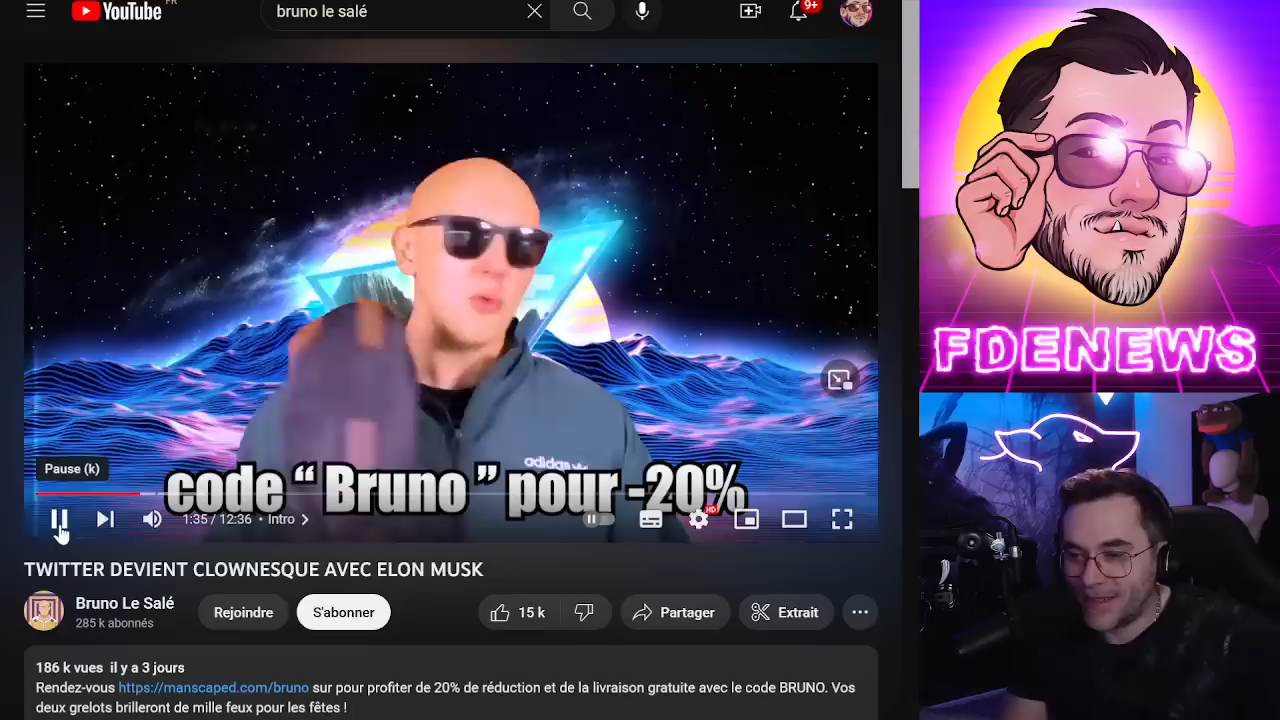 YouTube FR
bruno le salé
9+
FDENEWS
adidas
Pause (k)
code “ Bruno ” pour -20%
1:35 / 12:36 • Intro
HD
TWITTER DEVIENT CLOWNESQUE AVEC ELON MUSK
Bruno Le Salé
285 k abonnés
Rejoindre
S'abonner
15 k
Partager
Extrait
186 k vues il y a 3 jours
Rendez-vous https://manscaped.com/bruno sur pour profiter de 20% de réduction et de la livraison gratuite avec le code BRUNO. Vos
deux grelots brilleront de mille feux pour les fêtes !